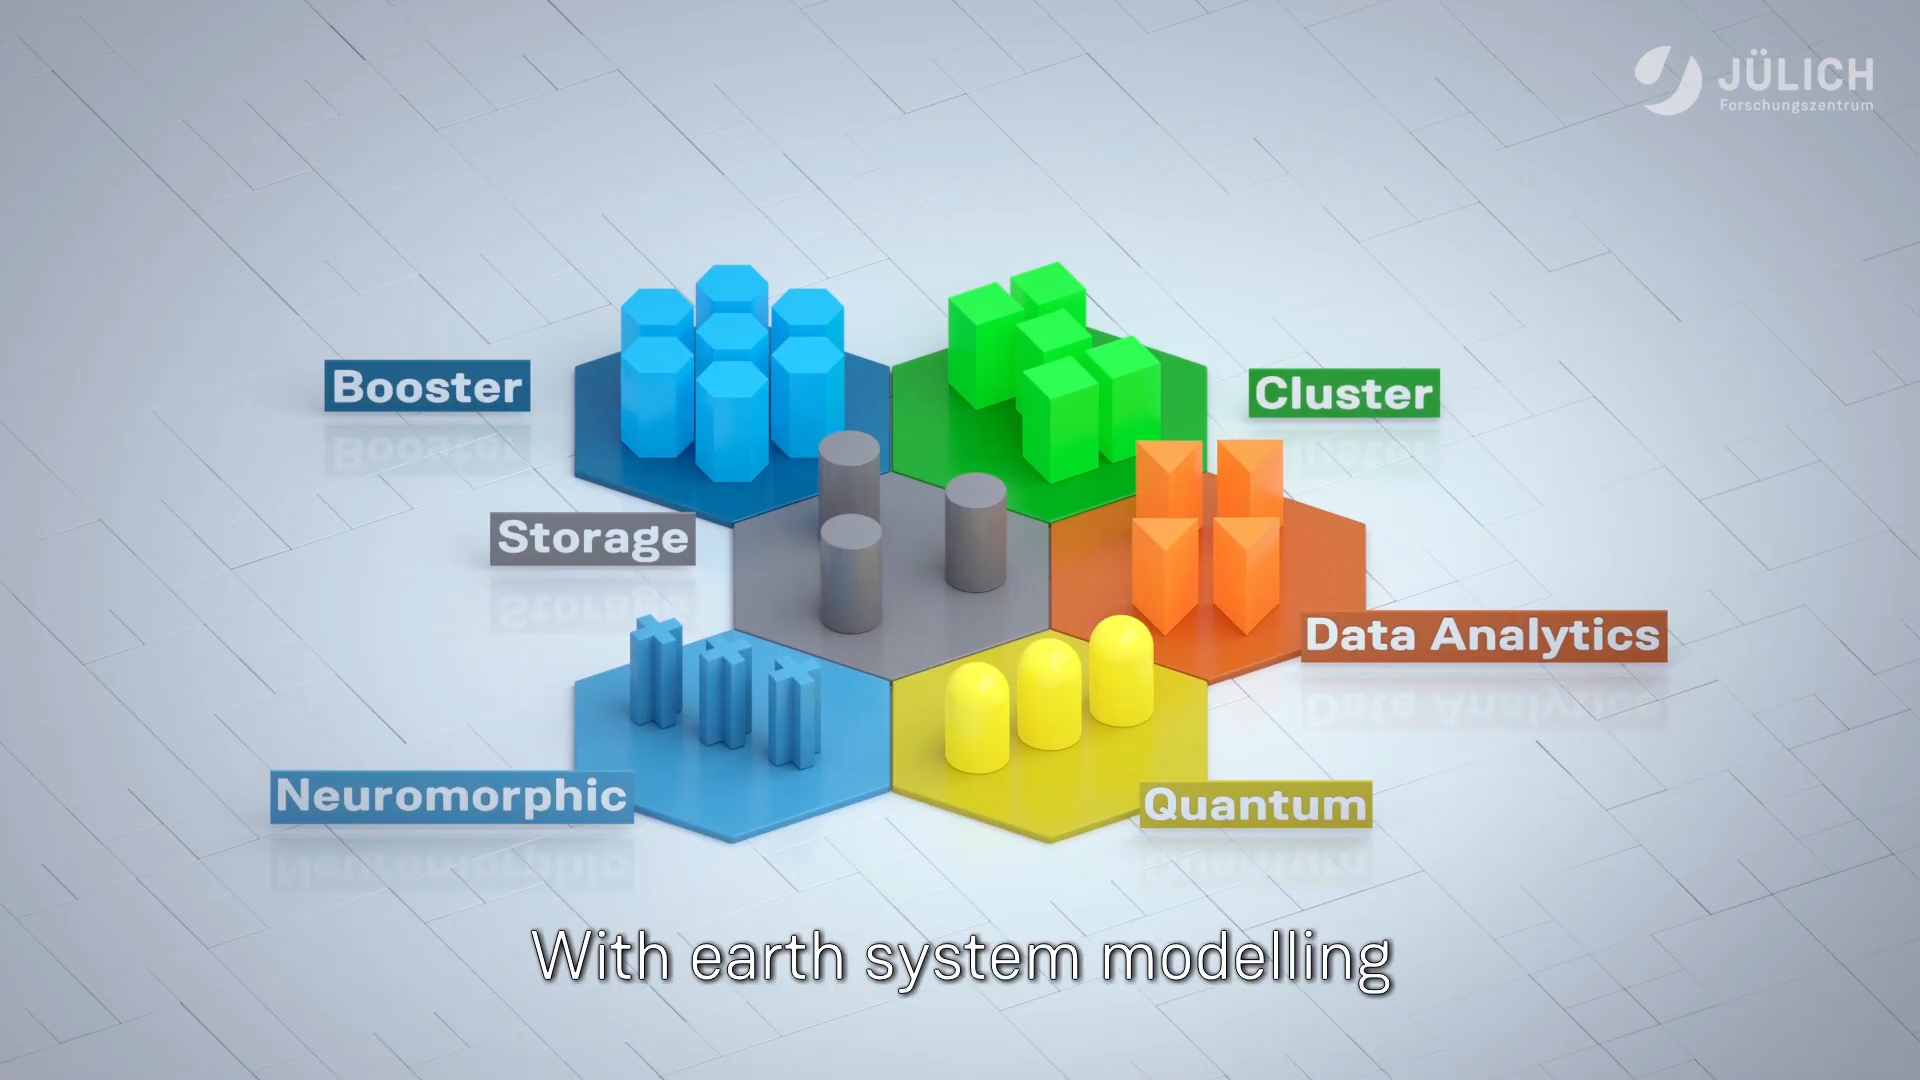 JÜLICH
Forschungszentrum
Booster
Cluster
Storage
Data Analytics
Neuromorphic
Quantum
With earth system modelling